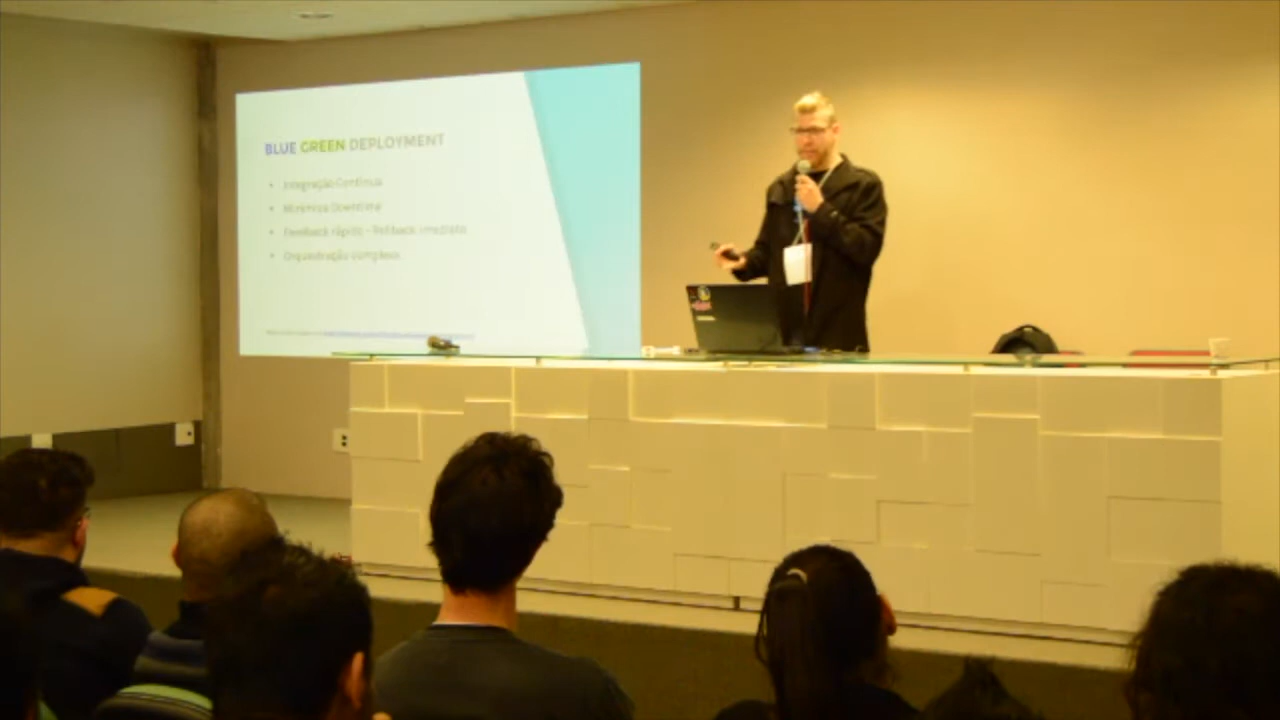 BLUE GREEN DEPLOYMENT
• Integração Contínua
• Minimiza Downtime
• Feedback rápido - Rollback imediato
• Orquestração complexa